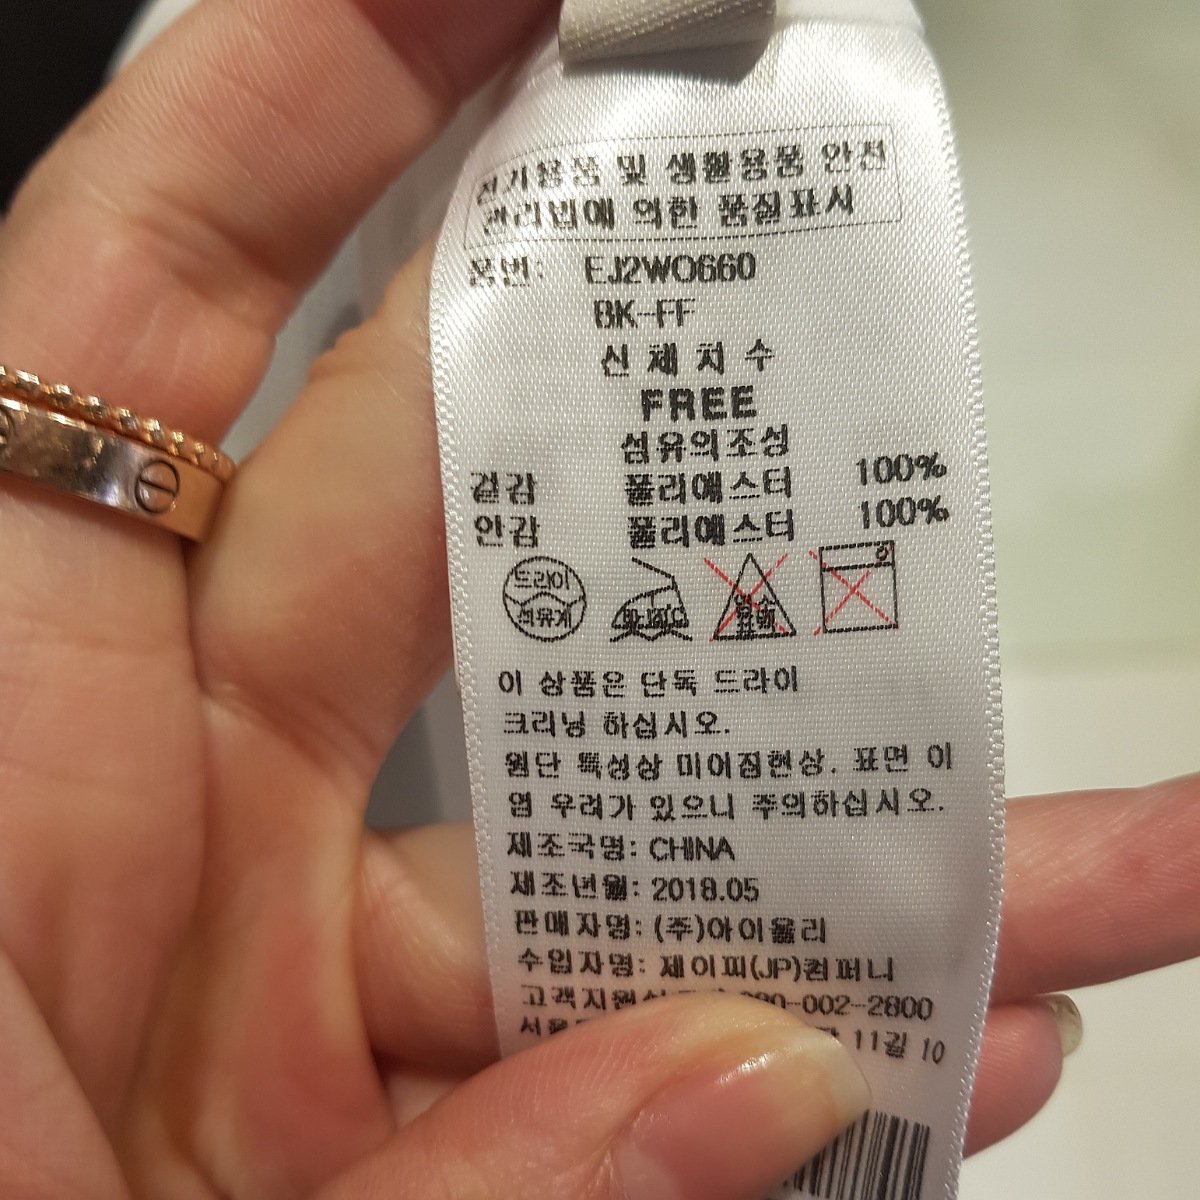 전기용품 및 생활용품 안전
관리법에 의한 품질표시
품번: EJ2WO660
BK-FF
신체치수
FREE
섬유의조성
겉감 폴리에스터 100%
안감 폴리에스터 100%
드라이
석유계
이 상품은 단독 드라이
크리닝 하십시오.
원단 특성상 미어짐현상, 표면 이
염 우려가 있으니 주의하십시오.
제조국명: CHINA
제조년월: 2018.05
판매자명: (주)아이올리
수입자명: 제이피(JP)컴퍼니
고객지원 080-002-2800
11길 10